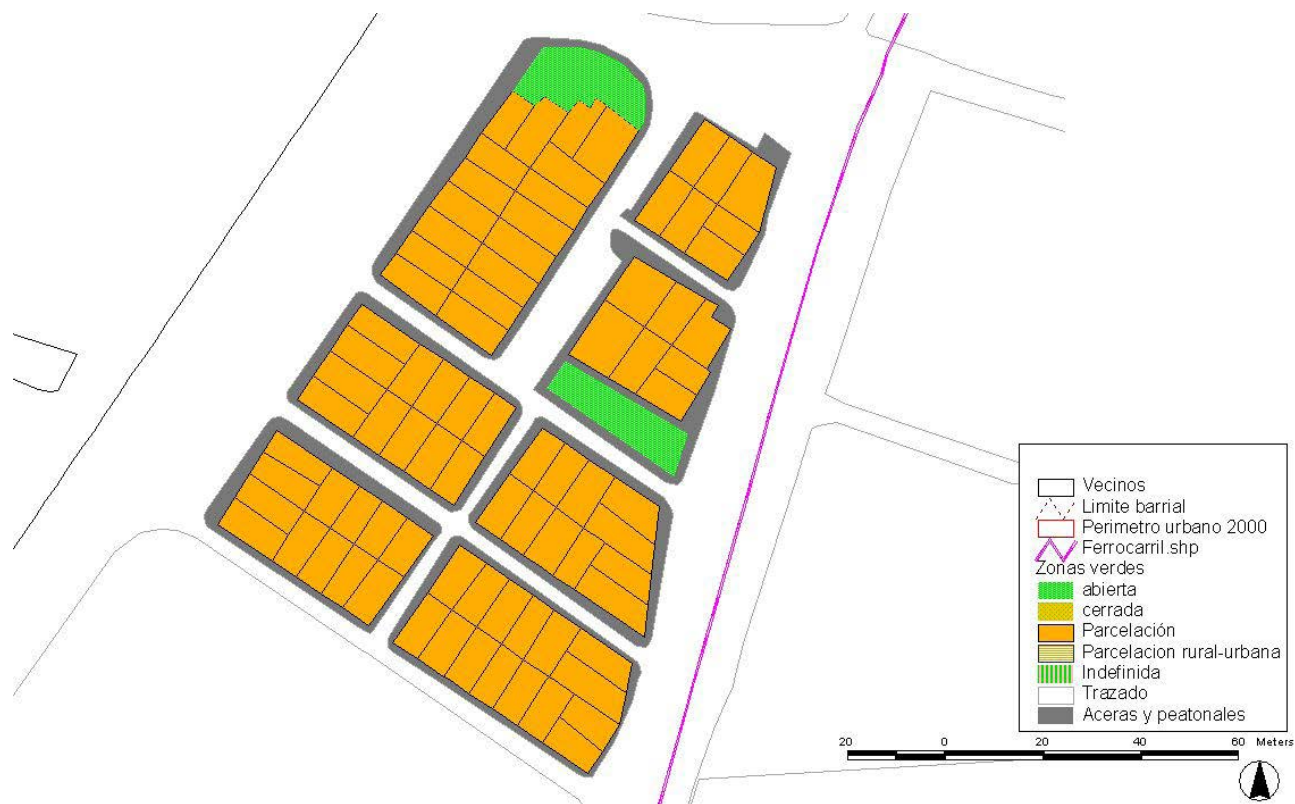 Vecinos
Limite barrial
Perimetro urbano 2000
Ferrocarril.shp
Zonas verdes
abierta
cerrada
Parcelación
Parcelacion rural-urbana
Indefinida
Trazado
Aceras y peatonales
20 0 20 40 60 Meters